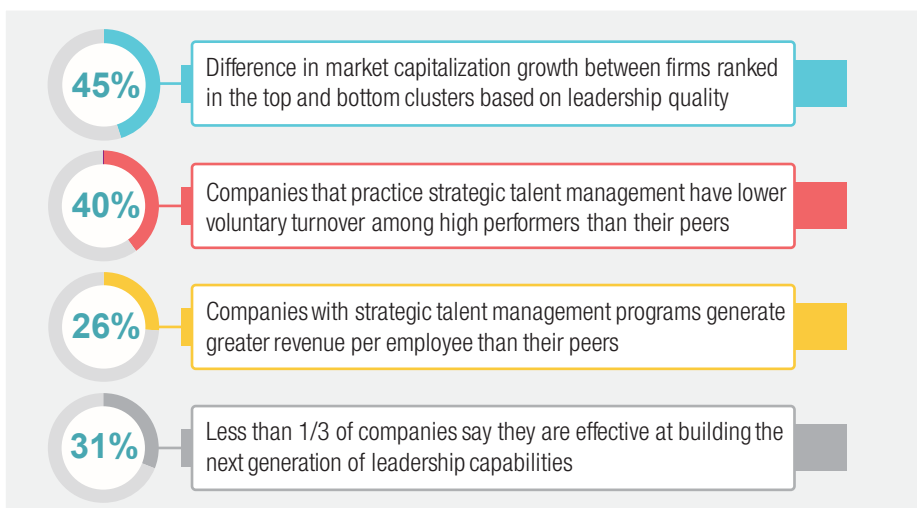 45%
Difference in market capitalization growth between firms ranked
in the top and bottom clusters based on leadership quality
40%
Companies that practice strategic talent management have lower
voluntary turnover among high performers than their peers
26%
Companies with strategic talent management programs generate
greater revenue per employee than their peers
31%
Less than 1/3 of companies say they are effective at building the
next generation of leadership capabilities